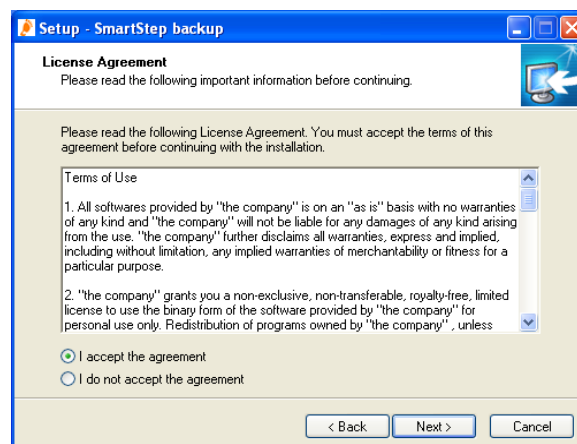 Setup - SmartStep backup
License Agreement
Please read the following important information before continuing.
Please read the following License Agreement. You must accept the terms of this
agreement before continuing with the installation.
Terms of Use
1. All softwares provided by "the company" is on an "as is" basis with no warranties
of any kind and "the company" will not be liable for any damages of any kind arising
from the use. "the company" further disclaims all warranties, express and implied,
including without limitation, any implied warranties of merchantability or fitness for a
particular purpose.
2. "the company" grants you a non-exclusive, non-transferable, royalty-free, limited
license to use the binary form of the software provided by "the company" for
personal use only. Redistribution of programs owned by "the company" , unless
I accept the agreement
I do not accept the agreement
< Back
Next >
Cancel